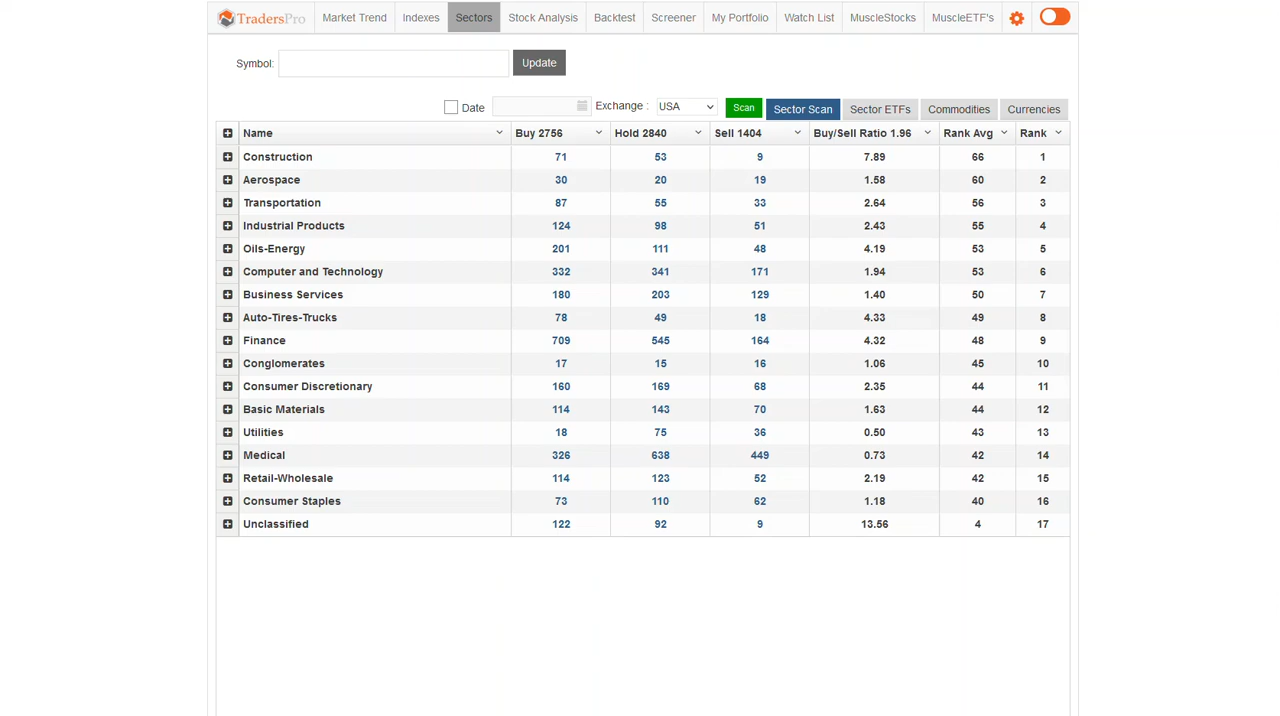 TradersPro Market Trend Indexes Sectors Stock Analysis Backtest Screener My Portfolio Watch List MuscleStocks MuscleETF's
Symbol: Update
Date Exchange : USA Scan Sector Scan Sector ETFs Commodities Currencies
Name Buy 2756 Hold 2840 Sell 1404 Buy/Sell Ratio 1.96 Rank Avg Rank
Construction 71 53 9 7.89 66 1
Aerospace 30 20 19 1.58 60 2
Transportation 87 55 33 2.64 56 3
Industrial Products 124 98 51 2.43 55 4
Oils-Energy 201 111 48 4.19 53 5
Computer and Technology 332 341 171 1.94 53 6
Business Services 180 203 129 1.40 50 7
Auto-Tires-Trucks 78 49 18 4.33 49 8
Finance 709 545 164 4.32 48 9
Conglomerates 17 15 16 1.06 45 10
Consumer Discretionary 160 169 68 2.35 44 11
Basic Materials 114 143 70 1.63 44 12
Utilities 18 75 36 0.50 43 13
Medical 326 638 449 0.73 42 14
Retail-Wholesale 114 123 52 2.19 42 15
Consumer Staples 73 110 62 1.18 40 16
Unclassified 122 92 9 13.56 4 17